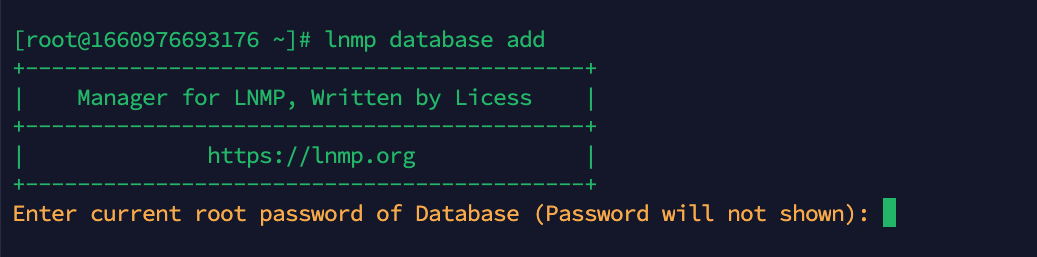 [root@1660976693176 ~]# lnmp database add
+-------------------------------------------+
|    Manager for LNMP, Written by Licess    |
+-------------------------------------------+
|              https://lnmp.org             |
+-------------------------------------------+
Enter current root password of Database (Password will not shown):